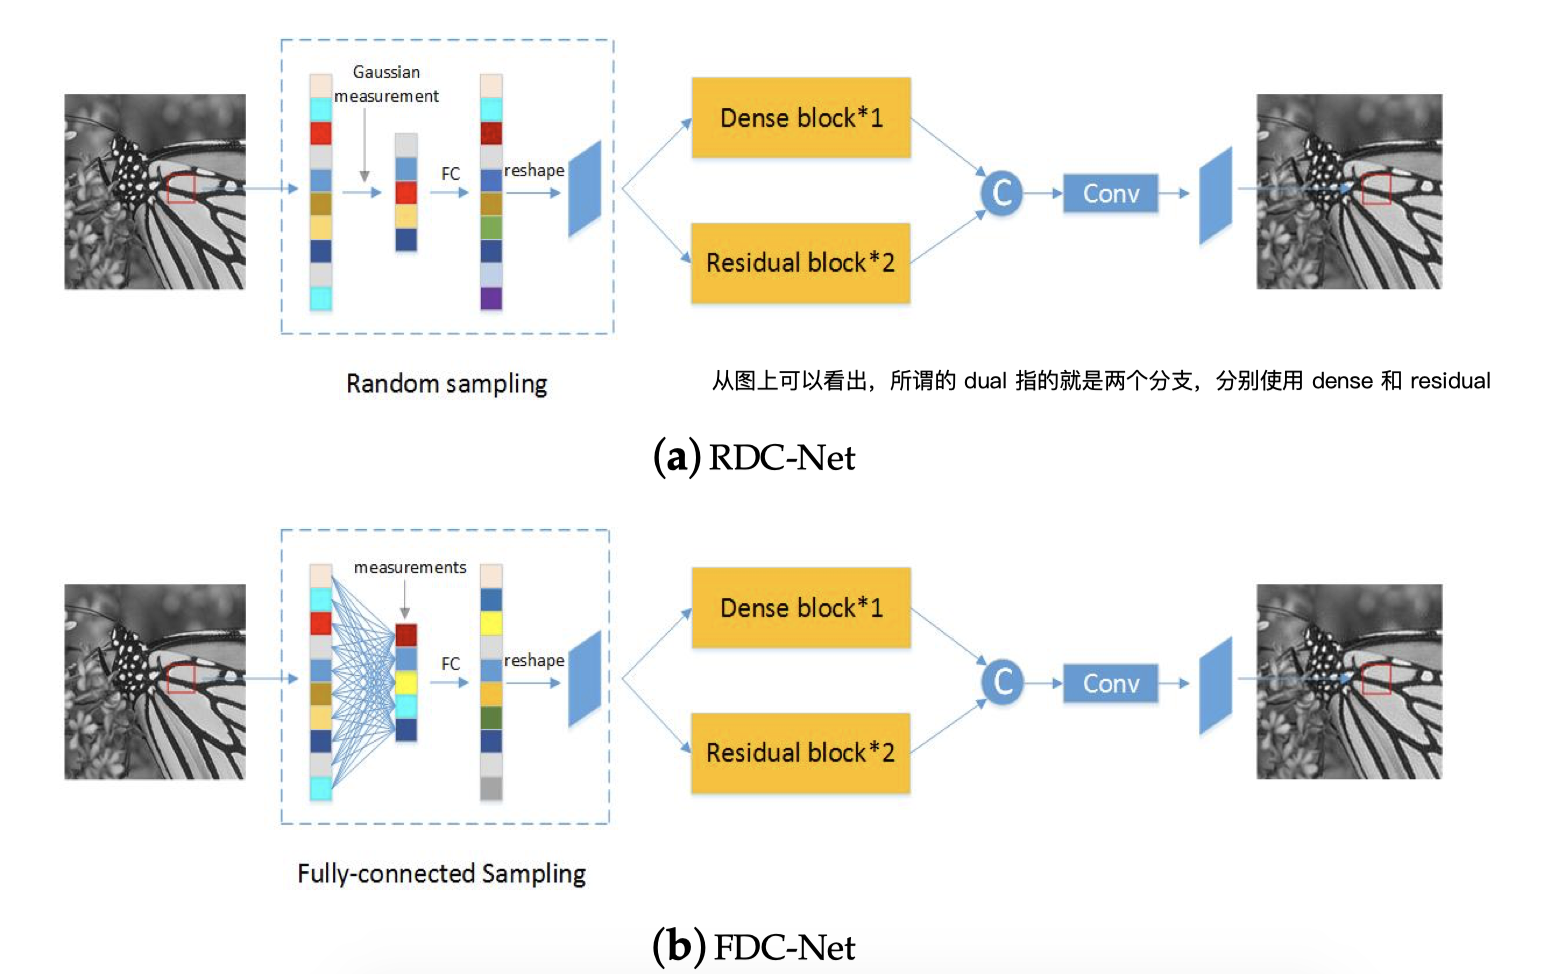 Gaussian
measurement
FC
reshape
Dense block*1
Residual block*2
C
Conv
Random sampling
从图上可以看出，所谓的 dual 指的就是两个分支，分别使用 dense 和 residual
(a) RDC-Net
measurements
FC
reshape
Dense block*1
Residual block*2
C
Conv
Fully-connected Sampling
(b) FDC-Net